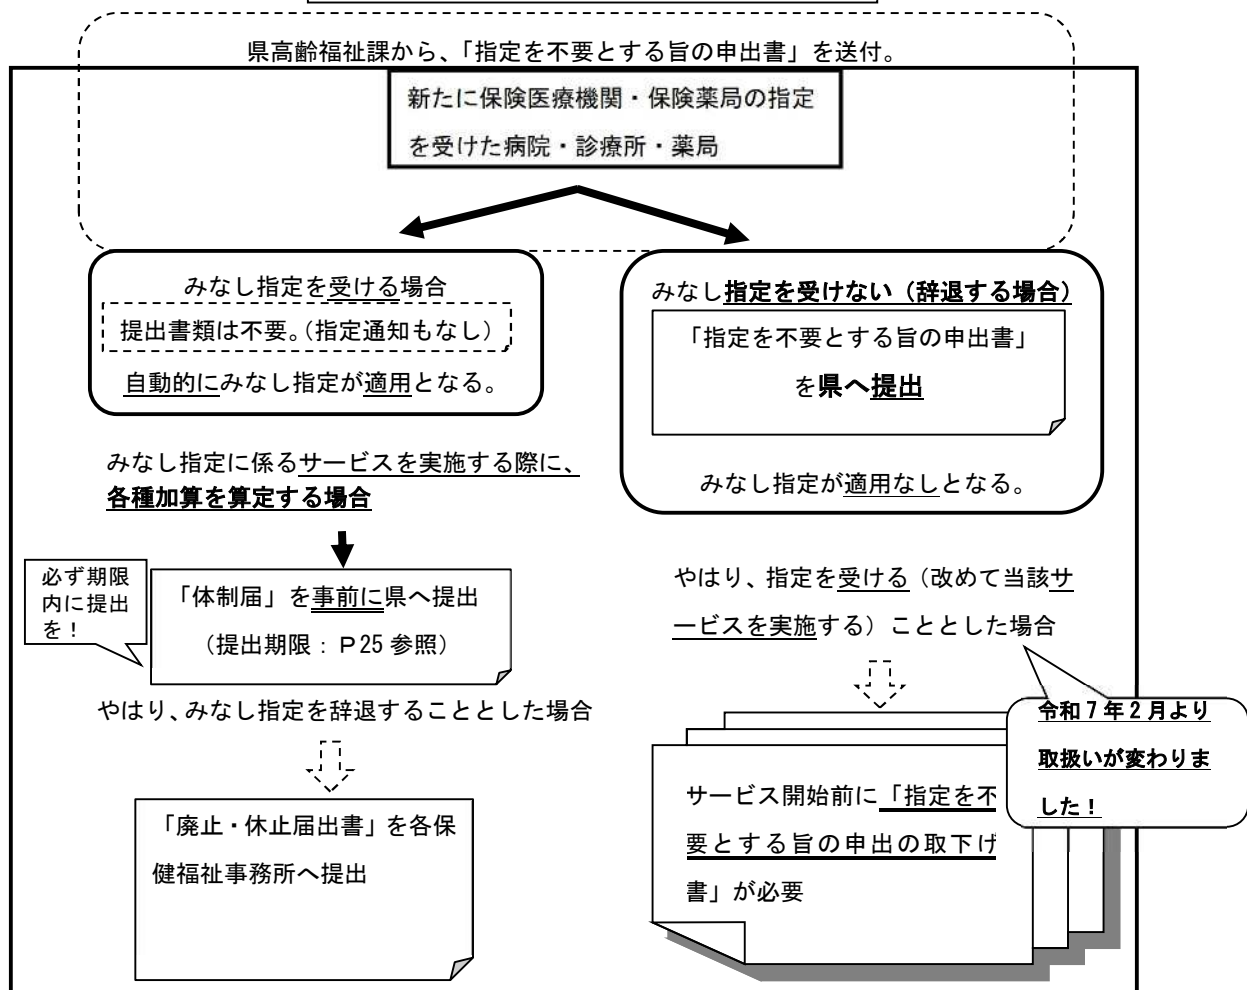 県高齢福祉課から、「指定を不要とする旨の申出書」を送付。
新たに保険医療機関・保険薬局の指定
を受けた病院・診療所・薬局
みなし指定を受ける場合
提出書類は不要。（指定通知もなし）
自動的にみなし指定が適用となる。
みなし指定を受けない（辞退する場合）
「指定を不要とする旨の申出書」
を県へ提出
みなし指定が適用なしとなる。
みなし指定に係るサービスを実施する際に、
各種加算を算定する場合
必ず期限
内に提出
を！
「体制届」を事前に県へ提出
（提出期限：P25 参照）
やはり、みなし指定を辞退することとした場合
「廃止・休止届出書」を各保
健福祉事務所へ提出
やはり、指定を受ける（改めて当該サ
ービスを実施する）こととした場合
令和7年2月より
取扱いが変わりま
した！
サービス開始前に「指定を不
要とする旨の申出の取下げ
書」が必要